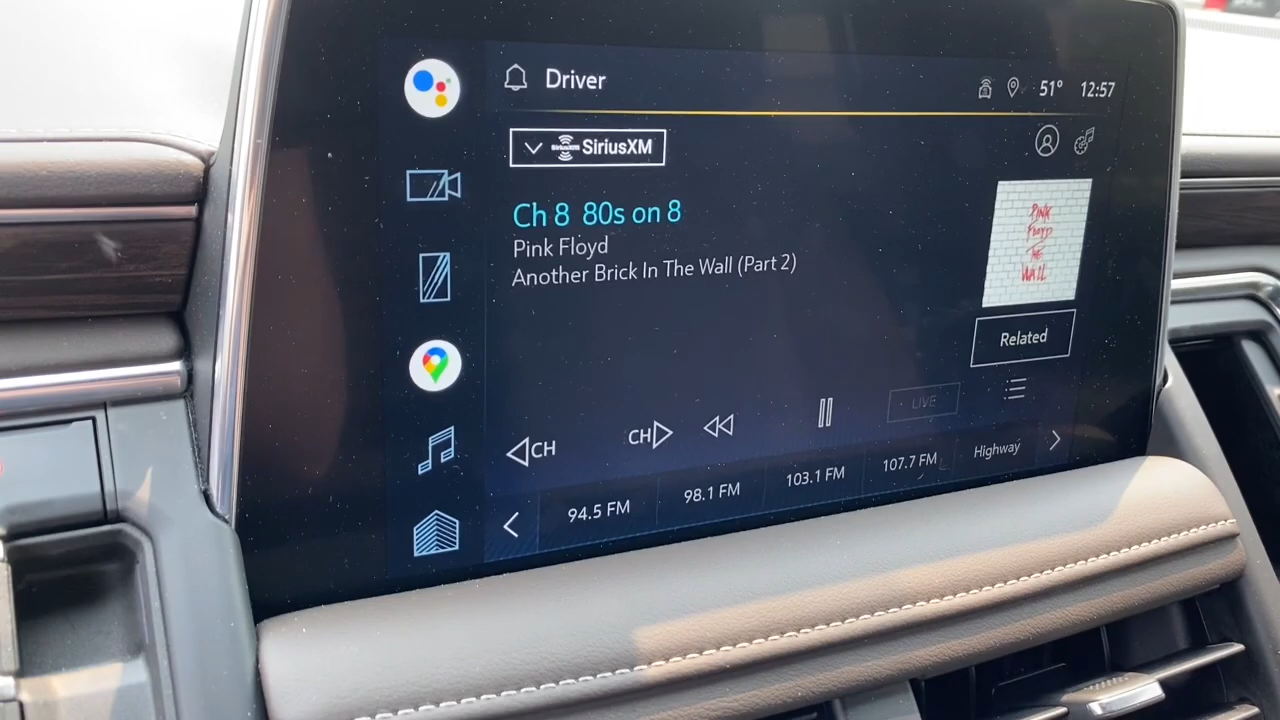 Driver
51° 12:57
SiriusXM SiriusXM
Ch 8 80s on 8
Pink Floyd
Another Brick In The Wall (Part 2)
PINK
FLOYD
THE
WALL
Related
CH CH LIVE
94.5 FM 98.1 FM 103.1 FM 107.7 FM Highway